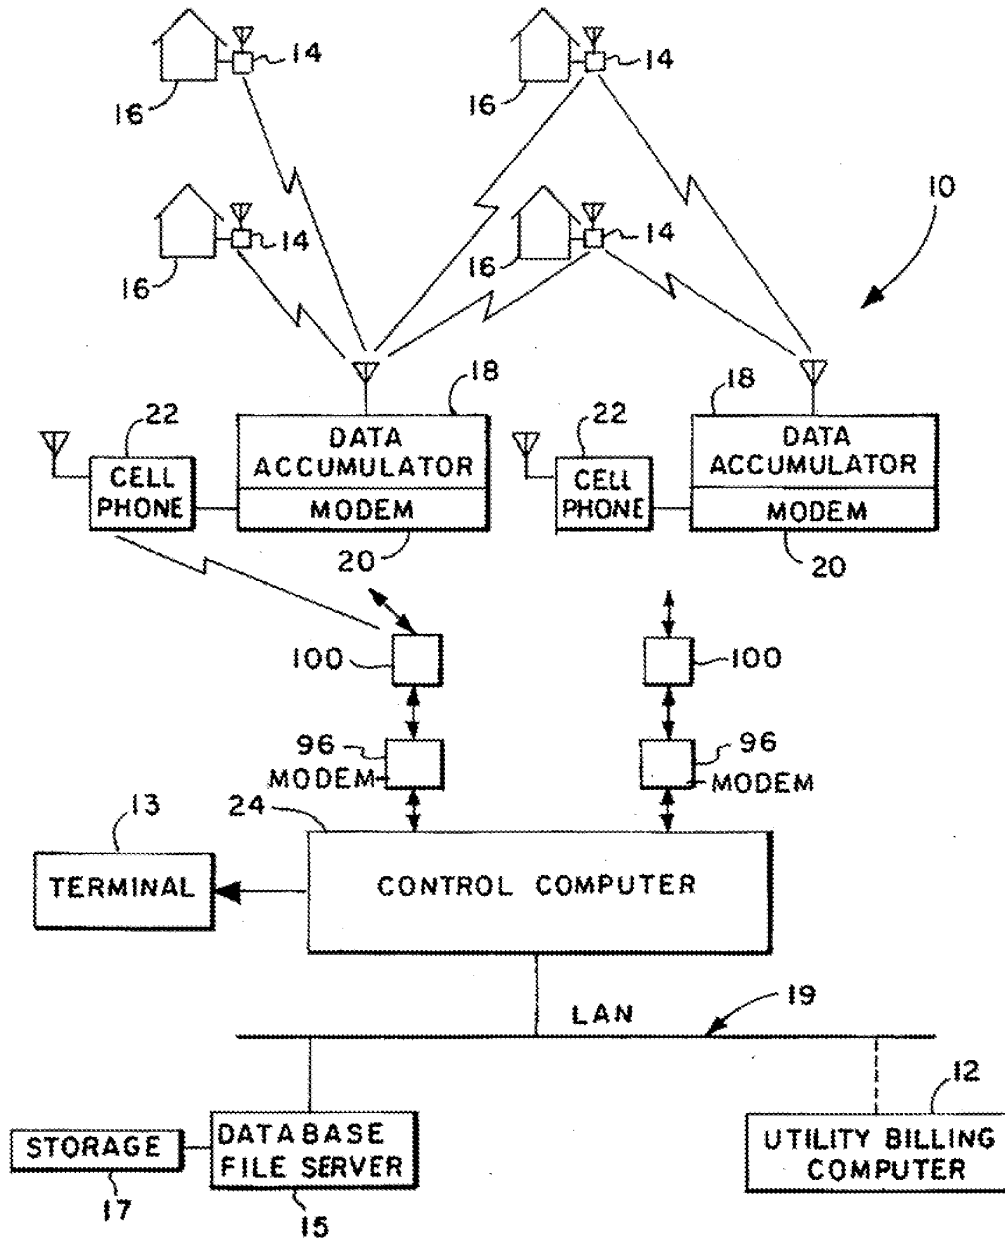 14
14
16
16
10
14
14
16
16
18
18
22
22
DATA
ACCUMULATOR
MODEM
CELL
PHONE
DATA
ACCUMULATOR
MODEM
CELL
PHONE
20
20
100
100
96
MODEM
96
MODEM
24
13
TERMINAL
CONTROL COMPUTER
LAN
19
12
STORAGE
DATABASE
FILE SERVER
UTILITY BILLING
COMPUTER
17
15